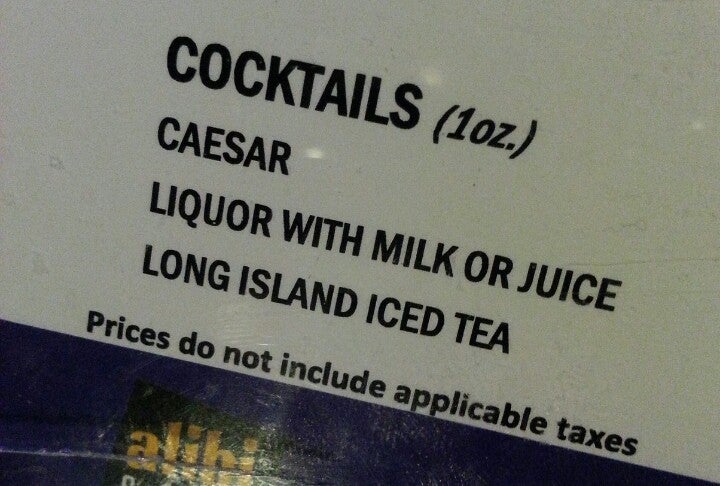 COCKTAILS (1oz.)
CAESAR
LIQUOR WITH MILK OR JUICE
LONG ISLAND ICED TEA
Prices do not include applicable taxes
alibi